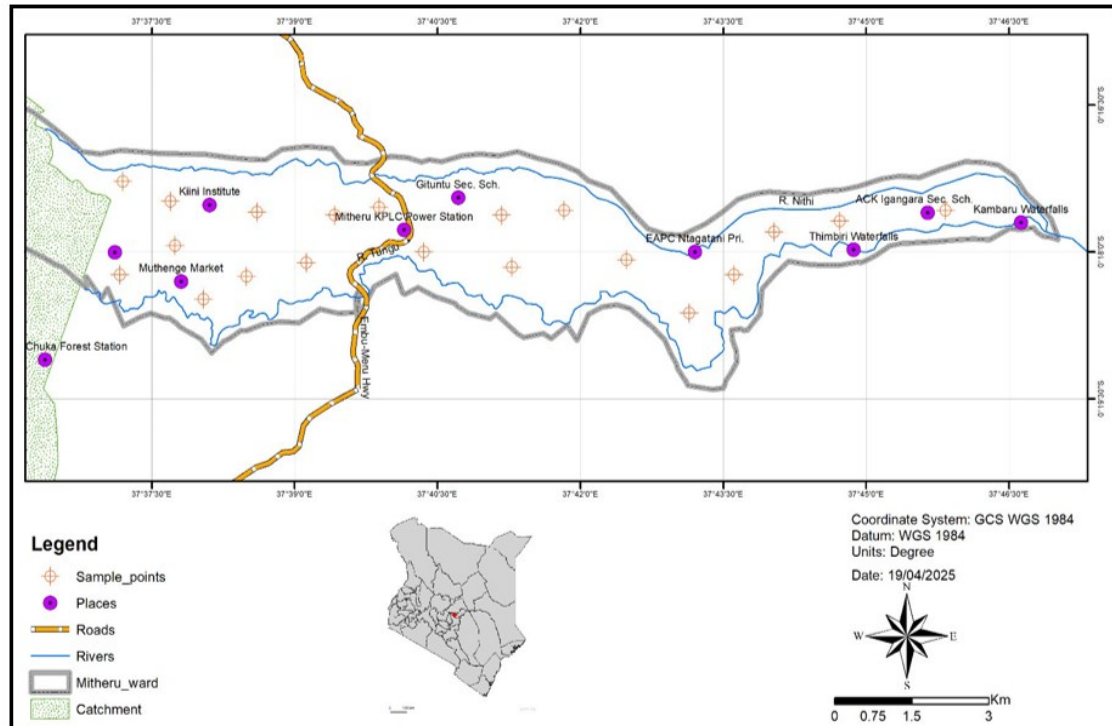 37°37'30"E 37°39'0"E 37°40'30"E 37°42'0"E 37°43'30"E 37°45'0"E 37°46'30"E
0°16'30"S
Kiini Institute
Gituntu Sec. Sch.
ACK Igangara Sec. Sch.
R. Nithi
Kambaru Waterfalls
Mitheru KPLC Power Station
EAPC Ntagatani Pri.
Thimbiri Waterfalls
R. Tungu
0°18'0"S
Muthenge Market
Embu-Meru Hwy
Chuka Forest Station
0°19'30"S
37°37'30"E 37°39'0"E 37°40'30"E 37°42'0"E 37°43'30"E 37°45'0"E 37°46'30"E
Legend
Sample_points
Places
Roads
Rivers
Mitheru_ward
Catchment
Coordinate System: GCS WGS 1984
Datum: WGS 1984
Units: Degree
Date: 19/04/2025
N
W E
S
Km
0 0.75 1.5 3